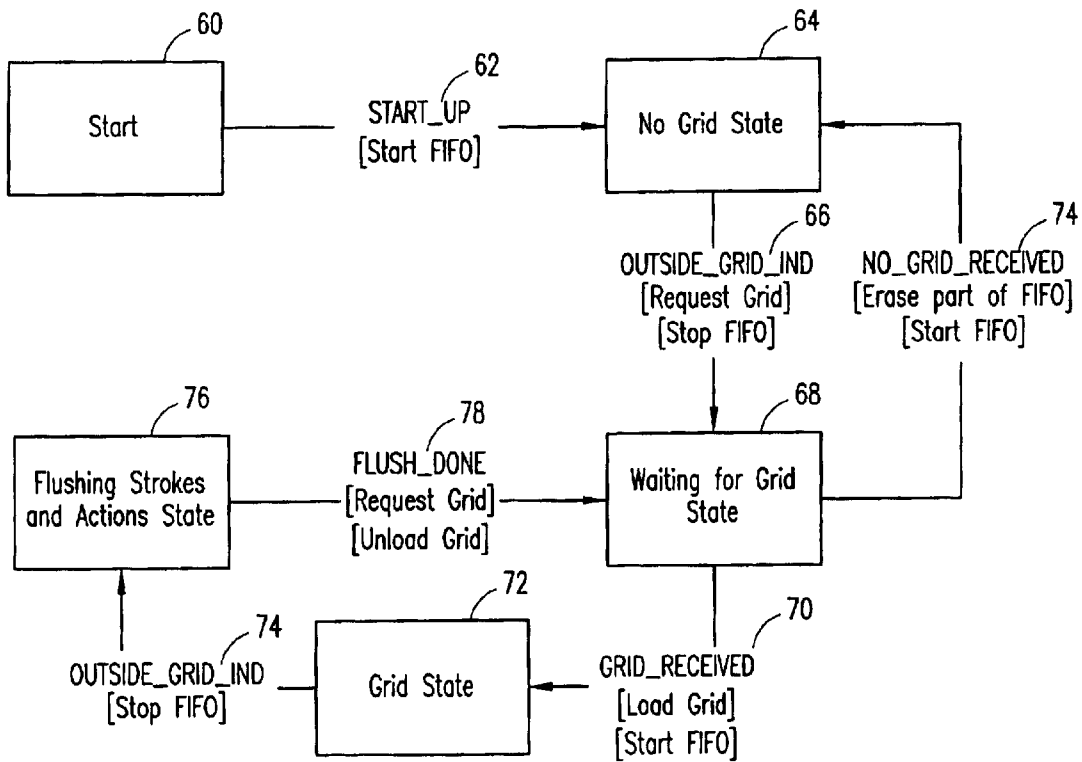 60
Start
62
START_UP
[Start FIFO]
64
No Grid State
66
OUTSIDE_GRID_IND
[Request Grid]
[Stop FIFO]
74
NO_GRID_RECEIVED
[Erase part of FIFO]
[Start FIFO]
76
Flushing Strokes
and Actions State
78
FLUSH_DONE
[Request Grid]
[Unload Grid]
68
Waiting for Grid
State
74
OUTSIDE_GRID_IND
[Stop FIFO]
72
Grid State
70
GRID_RECEIVED
[Load Grid]
[Start FIFO]